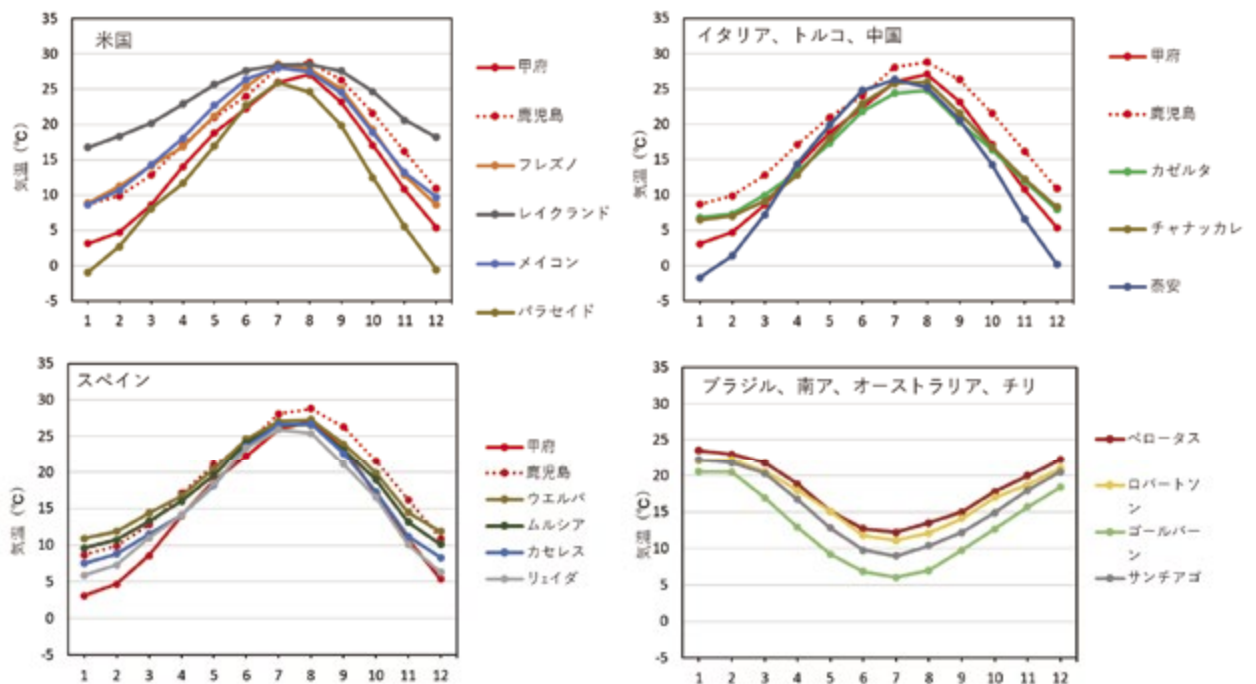 米国
35
30
25
20
15
10
5
0
-5
気温 (℃)
1 2 3 4 5 6 7 8 9 10 11 12
甲府
鹿児島
フレズノ
レイクランド
メイコン
パラセイド
イタリア、トルコ、中国
35
30
25
20
15
10
5
0
-5
気温 (℃)
1 2 3 4 5 6 7 8 9 10 11 12
甲府
鹿児島
カゼルタ
チャナッカレ
泰安
スペイン
35
30
25
20
15
10
5
0
-5
気温 (℃)
1 2 3 4 5 6 7 8 9 10 11 12
甲府
鹿児島
ウエルバ
ムルシア
カセレス
リェイダ
ブラジル、南ア、オーストラリア、チリ
35
30
25
20
15
10
5
0
-5
気温 (℃)
1 2 3 4 5 6 7 8 9 10 11 12
ペロータス
ロバートソ
ン
ゴールバー
ン
サンチアゴ